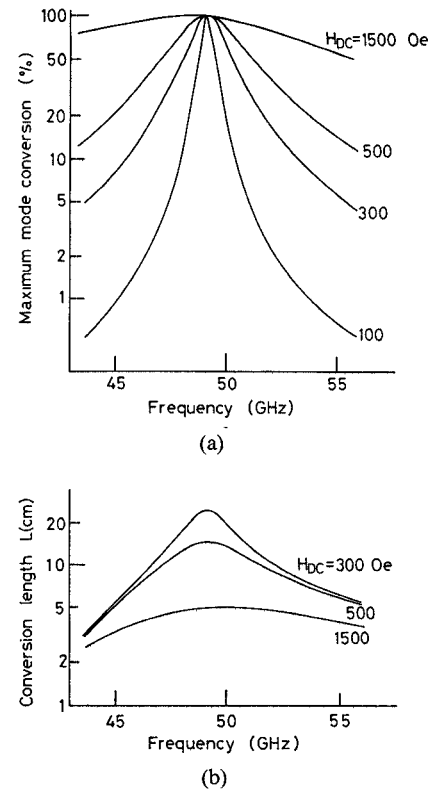 Maximum mode conversion (%)
100
50
20
10
5
2
1
H_DC=1500 Oe
500
300
100
45 50 55
Frequency (GHz)
(a)
Conversion length L(cm)
20
10
5
2
1
H_DC=300 Oe
500
1500
45 50 55
Frequency (GHz)
(b)